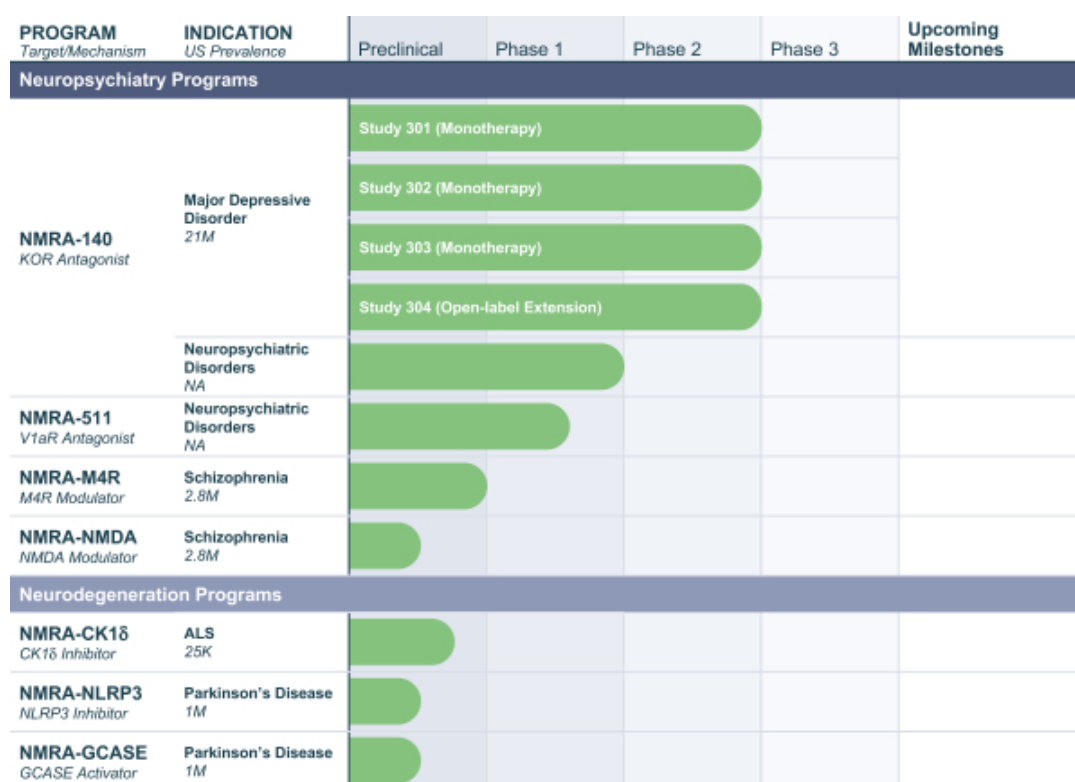 PROGRAM
Target/Mechanism
INDICATION
US Prevalence
Preclinical
Phase 1
Phase 2
Phase 3
Upcoming
Milestones
Neuropsychiatry Programs
NMRA-140
KOR Antagonist
Major Depressive
Disorder
21M
Study 301 (Monotherapy)
Study 302 (Monotherapy)
Study 303 (Monotherapy)
Study 304 (Open-label Extension)
Neuropsychiatric
Disorders
NA
NMRA-511
V1aR Antagonist
Neuropsychiatric
Disorders
NA
NMRA-M4R
M4R Modulator
Schizophrenia
2.8M
NMRA-NMDA
NMDA Modulator
Schizophrenia
2.8M
Neurodegeneration Programs
NMRA-CK1δ
CK1δ Inhibitor
ALS
25K
NMRA-NLRP3
NLRP3 Inhibitor
Parkinson's Disease
1M
NMRA-GCASE
GCASE Activator
Parkinson's Disease
1M